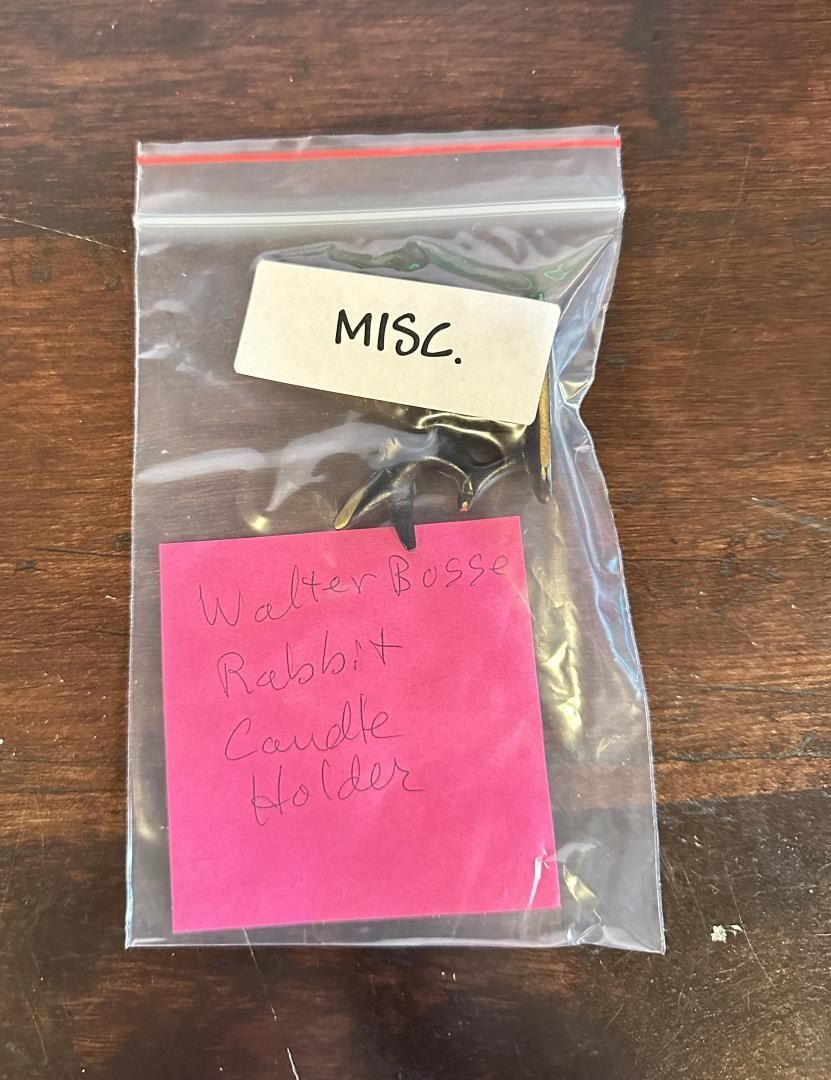 MISC.
Walter Bosse
Rabbit
Candle
Holder